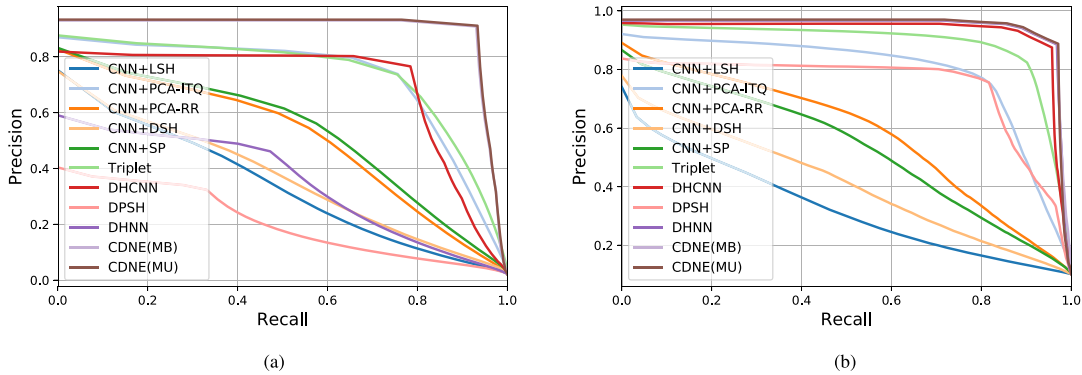 Precision
0.8
0.6
0.4
0.2
0.0
CNN+LSH
CNN+PCA-ITQ
CNN+PCA-RR
CNN+DSH
CNN+SP
Triplet
DHCNN
DPSH
DHNN
CDNE(MB)
CDNE(MU)
0.0 0.2 0.4 0.6 0.8 1.0
Recall
(a)
Precision
1.0
0.8
0.6
0.4
0.2
CNN+LSH
CNN+PCA-ITQ
CNN+PCA-RR
CNN+DSH
CNN+SP
Triplet
DHCNN
DPSH
DHNN
CDNE(MB)
CDNE(MU)
0.0 0.2 0.4 0.6 0.8 1.0
Recall
(b)